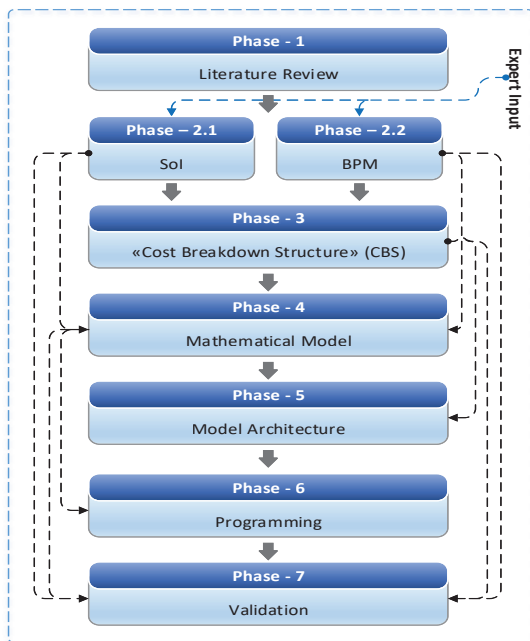 Phase - 1
Literature Review
Expert Input
Phase – 2.1
SoI
Phase – 2.2
BPM
Phase - 3
«Cost Breakdown Structure» (CBS)
Phase - 4
Mathematical Model
Phase - 5
Model Architecture
Phase - 6
Programming
Phase - 7
Validation